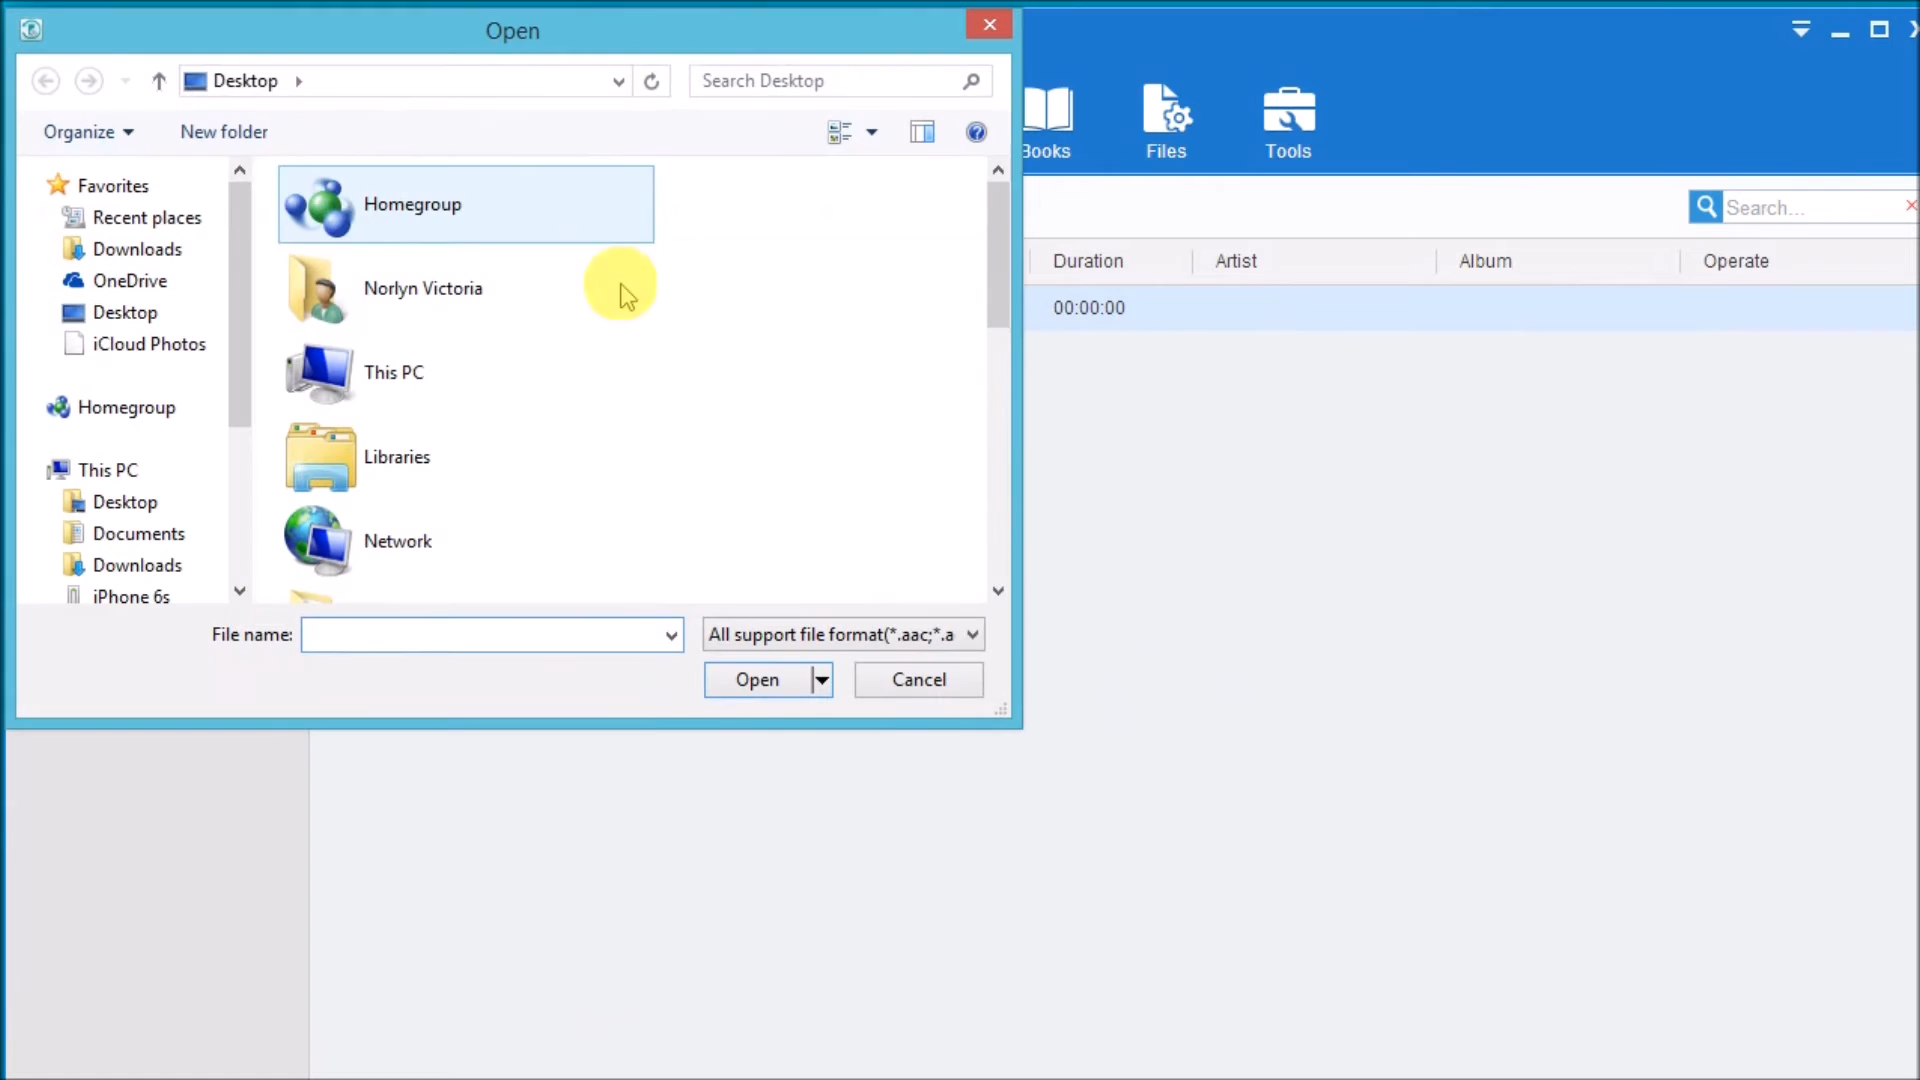 Open
Desktop
Search Desktop
Organize
New folder
Favorites
Recent places
Downloads
OneDrive
Desktop
iCloud Photos
Homegroup
This PC
Desktop
Documents
Downloads
iPhone 6s
Homegroup
Norlyn Victoria
This PC
Libraries
Network
File name:
All support file format(*.aac;*.a
Open
Cancel
Books
Files
Tools
Search...
Duration
Artist
Album
Operate
00:00:00